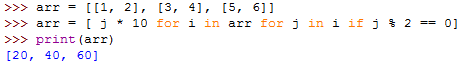 >>> arr = [[1, 2], [3, 4], [5, 6]]
>>> arr = [ j * 10 for i in arr for j in i if j % 2 == 0]
>>> print(arr)
[20, 40, 60]